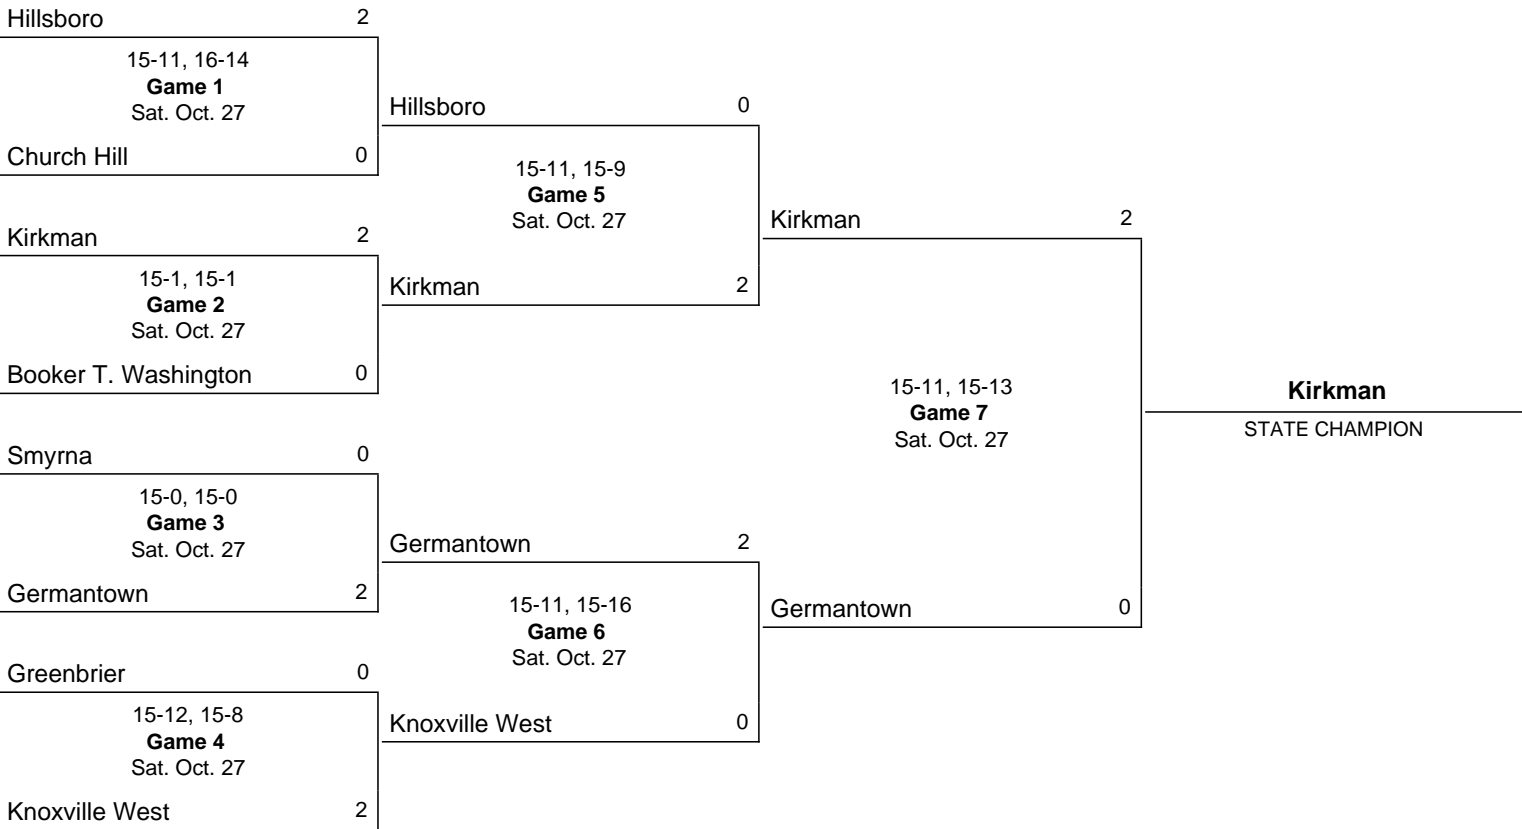 Hillsboro 2
15-11, 16-14
Game 1
Sat. Oct. 27
Church Hill 0
Kirkman 2
15-1, 15-1
Game 2
Sat. Oct. 27
Booker T. Washington 0
Smyrna 0
15-0, 15-0
Game 3
Sat. Oct. 27
Germantown 2
Greenbrier 0
15-12, 15-8
Game 4
Sat. Oct. 27
Knoxville West 2
Hillsboro 0
15-11, 15-9
Game 5
Sat. Oct. 27
Kirkman 2
Germantown 2
15-11, 15-16
Game 6
Sat. Oct. 27
Knoxville West 0
Kirkman 2
15-11, 15-13
Game 7
Sat. Oct. 27
Germantown 0
Kirkman
STATE CHAMPION